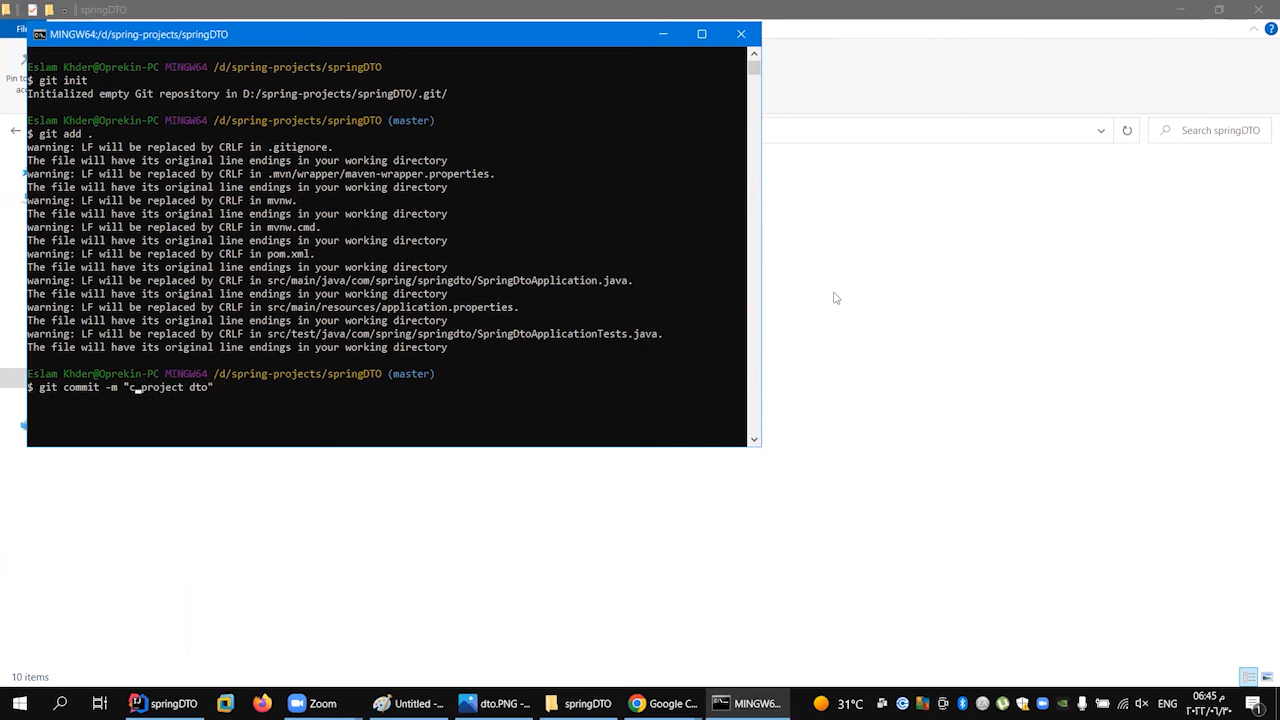 springDTO
File
MINGW64:/d/spring-projects/springDTO
Pin to
Eslam Khder@Oprekin-PC MINGW64 /d/spring-projects/springDTO
$ git init
Initialized empty Git repository in D:/spring-projects/springDTO/.git/
Eslam Khder@Oprekin-PC MINGW64 /d/spring-projects/springDTO (master)
$ git add .
warning: LF will be replaced by CRLF in .gitignore.
The file will have its original line endings in your working directory
warning: LF will be replaced by CRLF in .mvn/wrapper/maven-wrapper.properties.
The file will have its original line endings in your working directory
warning: LF will be replaced by CRLF in mvnw.
The file will have its original line endings in your working directory
warning: LF will be replaced by CRLF in mvnw.cmd.
The file will have its original line endings in your working directory
warning: LF will be replaced by CRLF in pom.xml.
The file will have its original line endings in your working directory
warning: LF will be replaced by CRLF in src/main/java/com/spring/springdto/SpringDtoApplication.java.
The file will have its original line endings in your working directory
warning: LF will be replaced by CRLF in src/main/resources/application.properties.
The file will have its original line endings in your working directory
warning: LF will be replaced by CRLF in src/test/java/com/spring/springdto/SpringDtoApplicationTests.java.
The file will have its original line endings in your working directory
Eslam Khder@Oprekin-PC MINGW64 /d/spring-projects/springDTO (master)
$ git commit -m "c project dto"
Search springDTO
10 items
springDTO
Zoom
Untitled -...
dto.PNG -...
springDTO
Google C...
MINGW6...
31°C
ENG
06:45 م